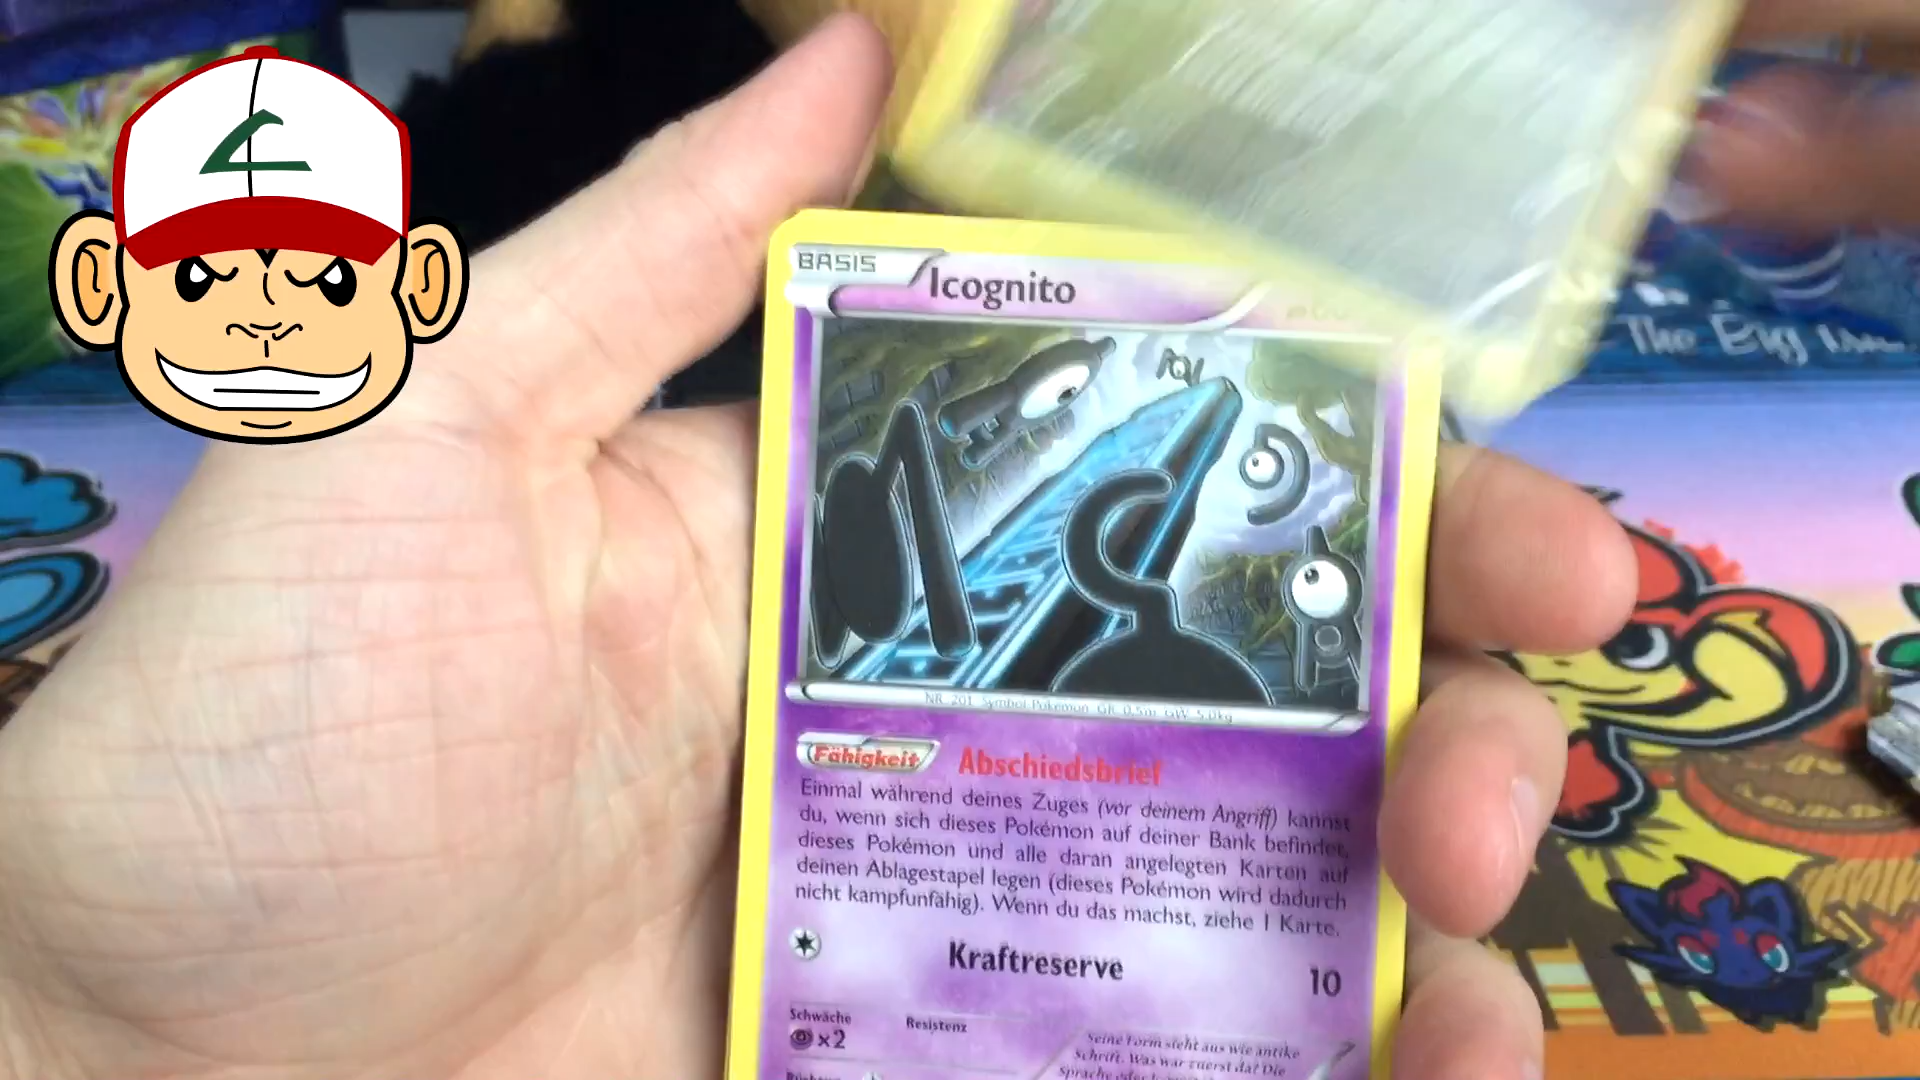 BASIS
Icognito
The Big
NR. 201 Symbol-Pokémon GR. 0.5m GW. 5.0kg
Fähigkeit Abschiedsbrief
Einmal während deines Zuges (vor deinem Angriff) kannst
du, wenn sich dieses Pokémon auf deiner Bank befindet,
dieses Pokémon und alle daran angelegten Karten auf
deinen Ablagestapel legen (dieses Pokémon wird dadurch
nicht kampfunfähig). Wenn du das machst, ziehe 1 Karte.
Kraftreserve 10
Schwäche Resistenz
x2
Seine Form sieht aus wie antike
Schrift. Was war zuerst da? Die